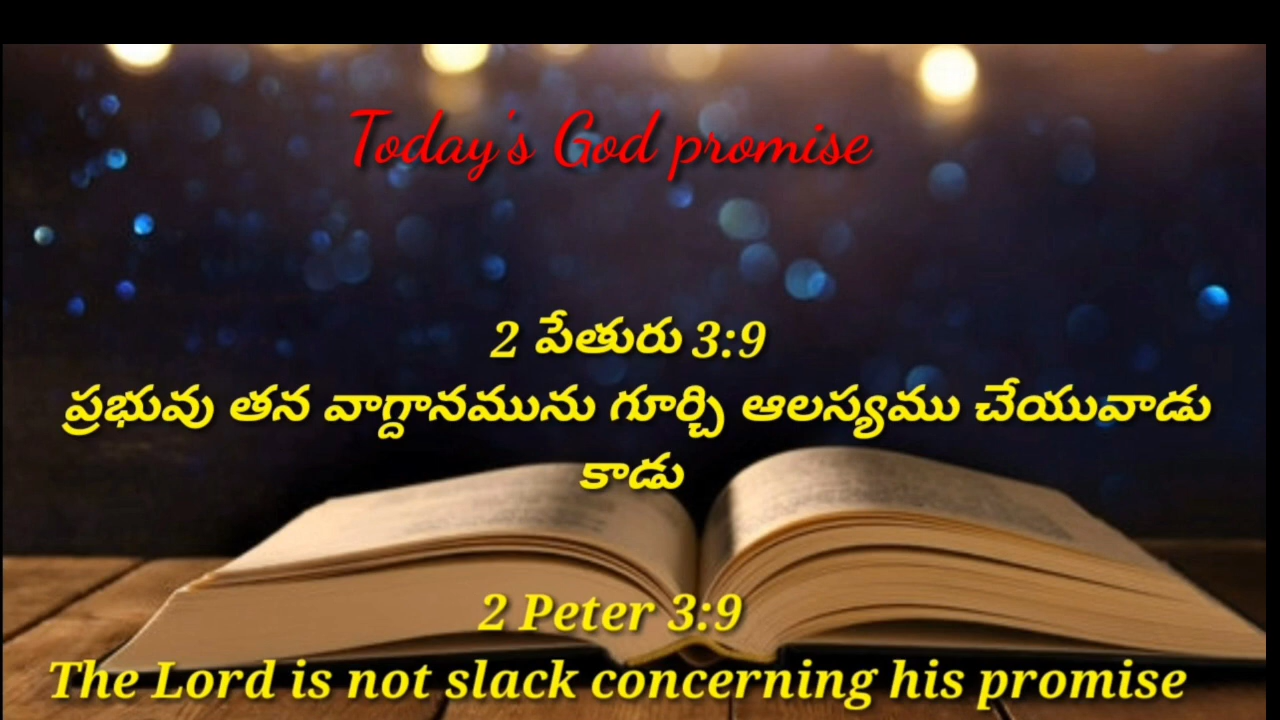 Today's God promise
2 పేతురు 3:9
ప్రభువు తన వాగ్దానమును గూర్చి ఆలస్యము చేయువాడు
కాడు
2 Peter 3:9
The Lord is not slack concerning his promise